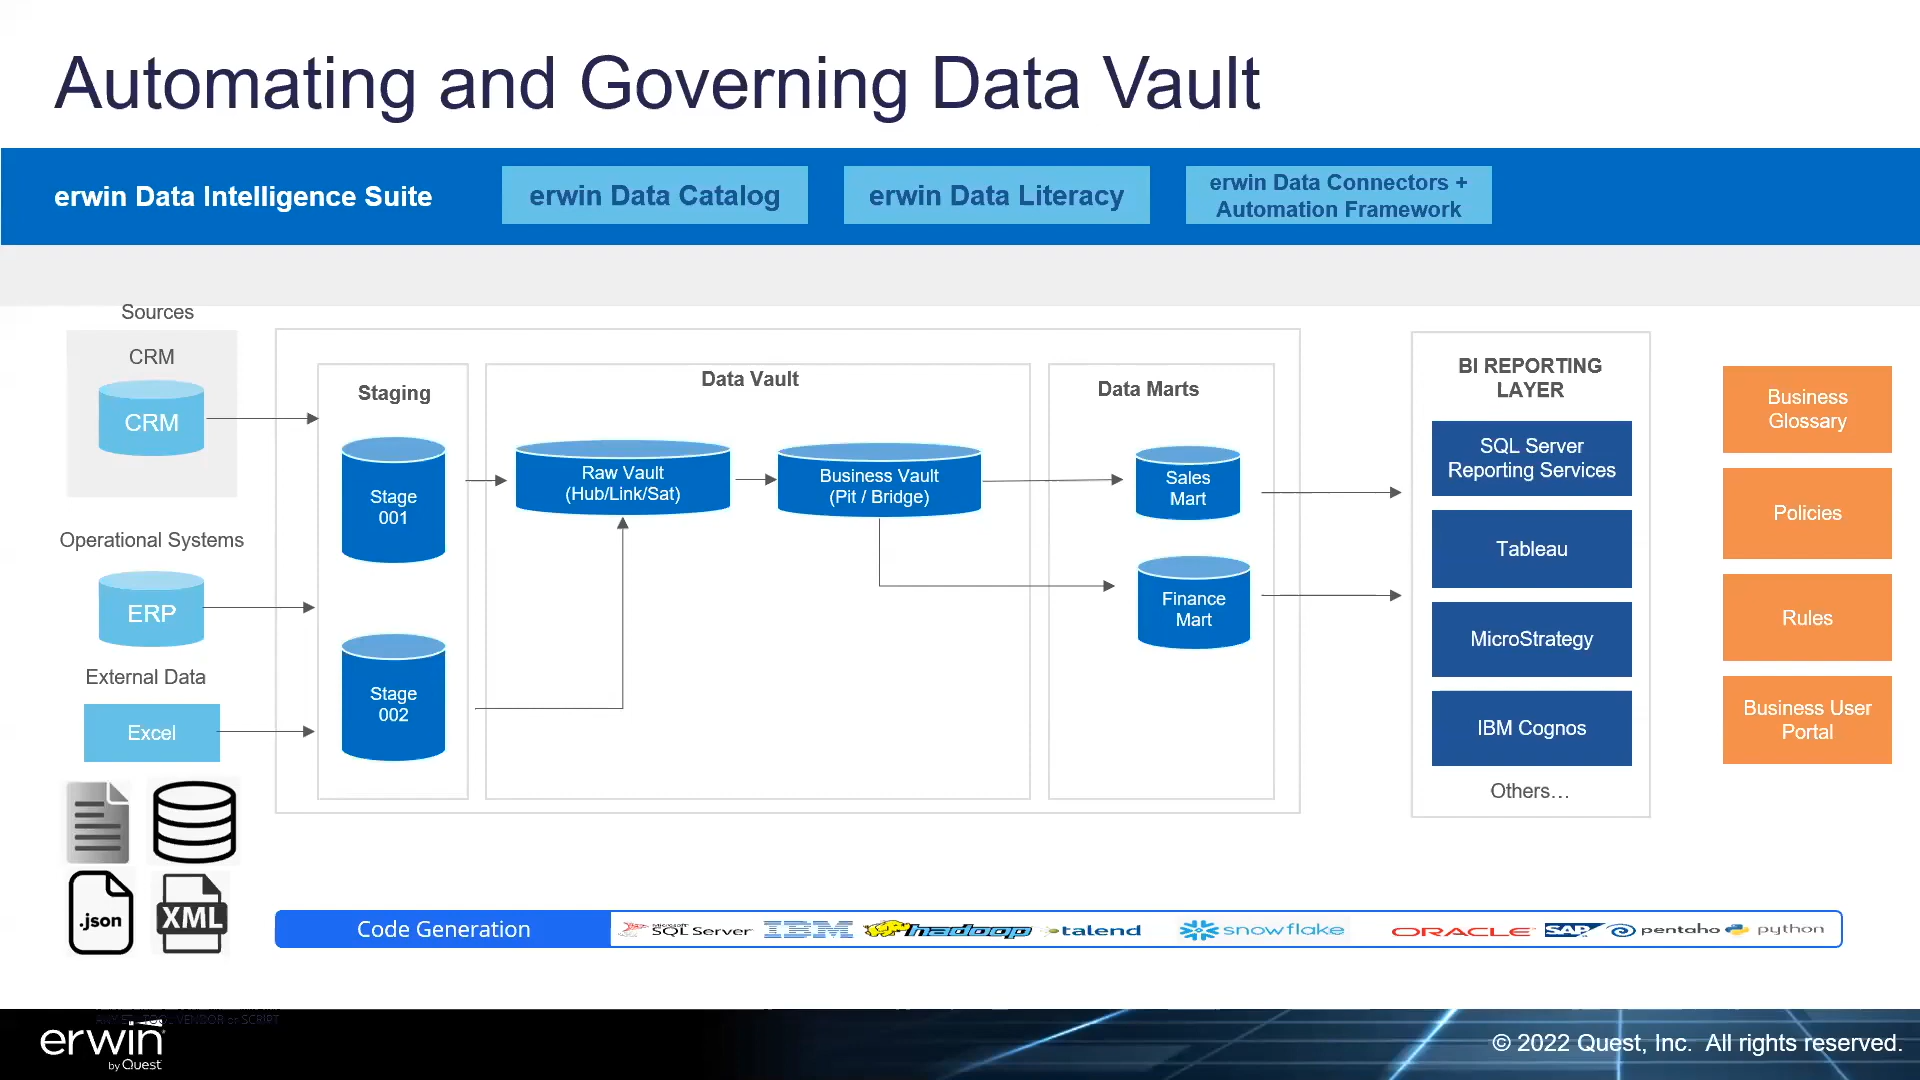 Automating and Governing Data Vault
erwin Data Intelligence Suite
erwin Data Catalog
erwin Data Literacy
erwin Data Connectors +
Automation Framework
Sources
CRM
CRM
Operational Systems
ERP
External Data
Excel
.json
XML
Staging
Stage
001
Stage
002
Data Vault
Raw Vault
(Hub/Link/Sat)
Business Vault
(Pit / Bridge)
Data Marts
Sales
Mart
Finance
Mart
BI REPORTING
LAYER
SQL Server
Reporting Services
Tableau
MicroStrategy
IBM Cognos
Others…
Business
Glossary
Policies
Rules
Business User
Portal
Code Generation
Microsoft
SQL Server
IBM
hadoop
talend
snowflake
ORACLE
SAP
pentaho
python
VENDOR or SCRIPT
erwin
by Quest
© 2022 Quest, Inc. All rights reserved.